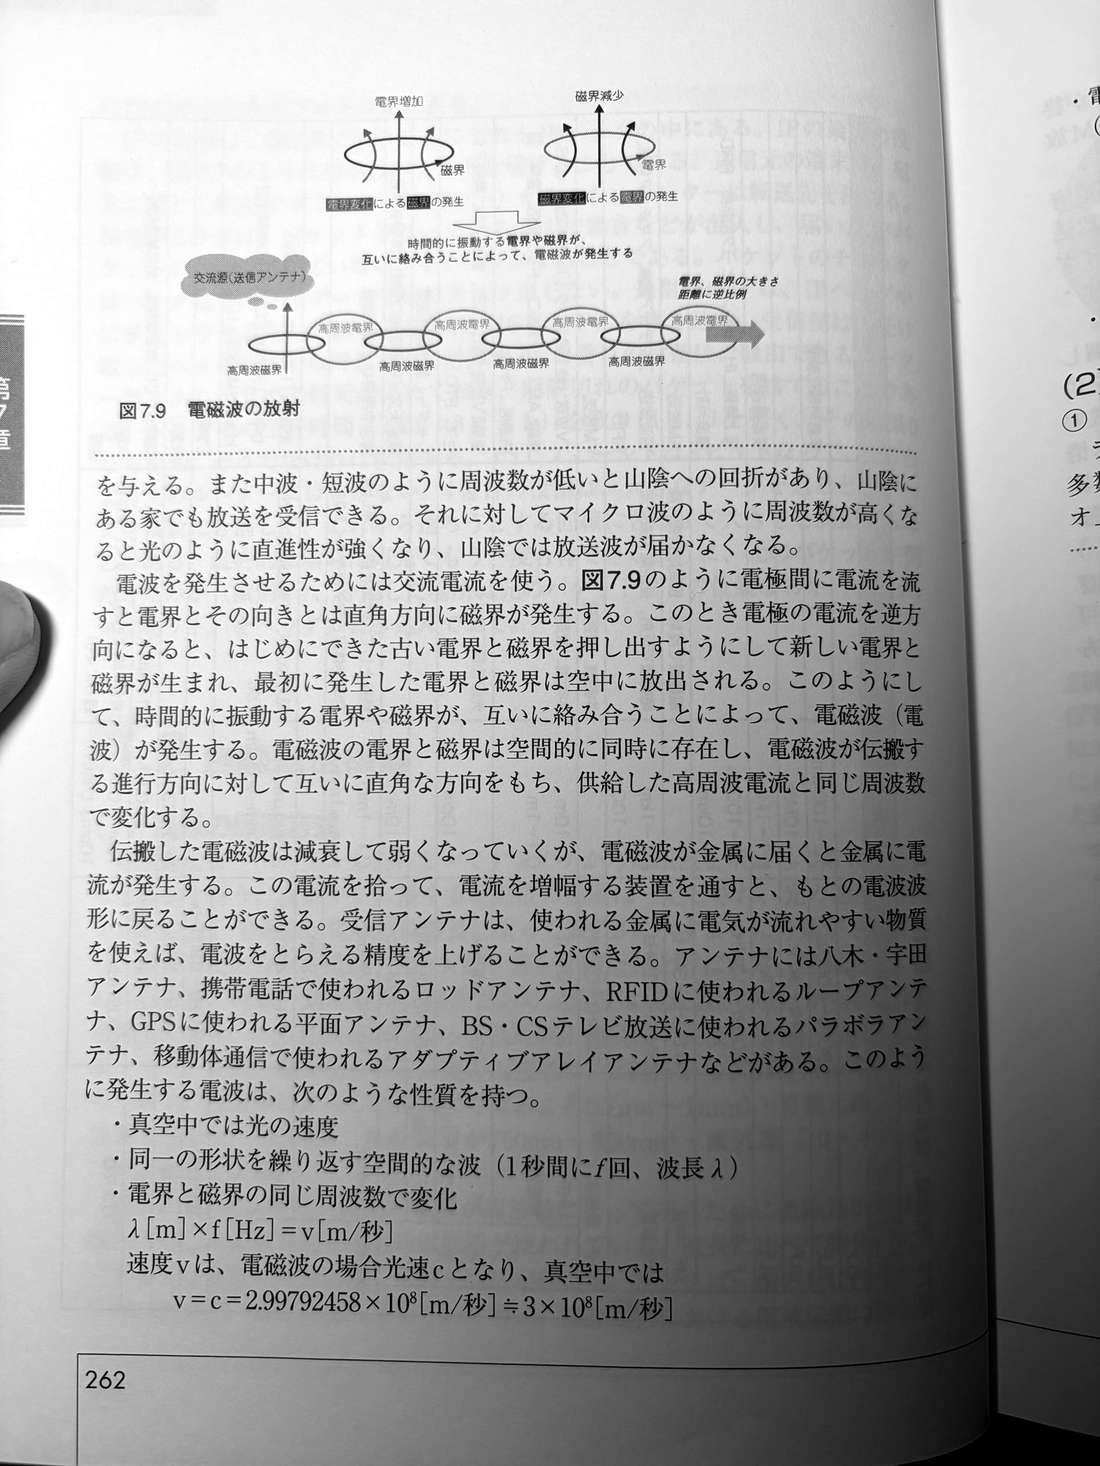 電界増加
磁界
電界変化による磁界の発生
磁界減少
電界
磁界変化による電界の発生
時間的に振動する電界や磁界が、
互いに絡み合うことによって、電磁波が発生する
交流源(送信アンテナ)
電界、磁界の大きさ
距離に逆比例
高周波電界
高周波電界
高周波電界
高周波電界
高周波磁界
高周波磁界
高周波磁界
高周波磁界
図7.9 電磁波の放射
第7章
を与える。また中波・短波のように周波数が低いと山陰への回折があり、山陰に
ある家でも放送を受信できる。それに対してマイクロ波のように周波数が高くな
ると光のように直進性が強くなり、山陰では放送波が届かなくなる。
電波を発生させるためには交流電流を使う。図7.9のように電極間に電流を流
すと電界とその向きとは直角方向に磁界が発生する。このとき電極の電流を逆方
向になると、はじめにできた古い電界と磁界を押し出すようにして新しい電界と
磁界が生まれ、最初に発生した電界と磁界は空中に放出される。このようにし
て、時間的に振動する電界や磁界が、互いに絡み合うことによって、電磁波（電
波）が発生する。電磁波の電界と磁界は空間的に同時に存在し、電磁波が伝搬す
る進行方向に対して互いに直角な方向をもち、供給した高周波電流と同じ周波数
で変化する。
伝搬した電磁波は減衰して弱くなっていくが、電磁波が金属に届くと金属に電
流が発生する。この電流を拾って、電流を増幅する装置を通すと、もとの電波波
形に戻ることができる。受信アンテナは、使われる金属に電気が流れやすい物質
を使えば、電波をとらえる精度を上げることができる。アンテナには八木・宇田
アンテナ、携帯電話で使われるロッドアンテナ、RFIDに使われるループアンテ
ナ、GPSに使われる平面アンテナ、BS・CSテレビ放送に使われるパラボラアン
テナ、移動体通信で使われるアダプティブアレイアンテナなどがある。このよう
に発生する電波は、次のような性質を持つ。
・真空中では光の速度
・同一の形状を繰り返す空間的な波（1秒間にf回、波長λ）
・電界と磁界の同じ周波数で変化
λ[m]×f[Hz]=v[m/秒]
速度vは、電磁波の場合光速cとなり、真空中では
v=c=2.99792458×10⁸[m/秒]≒3×10⁸[m/秒]
262
(2)
①
多数